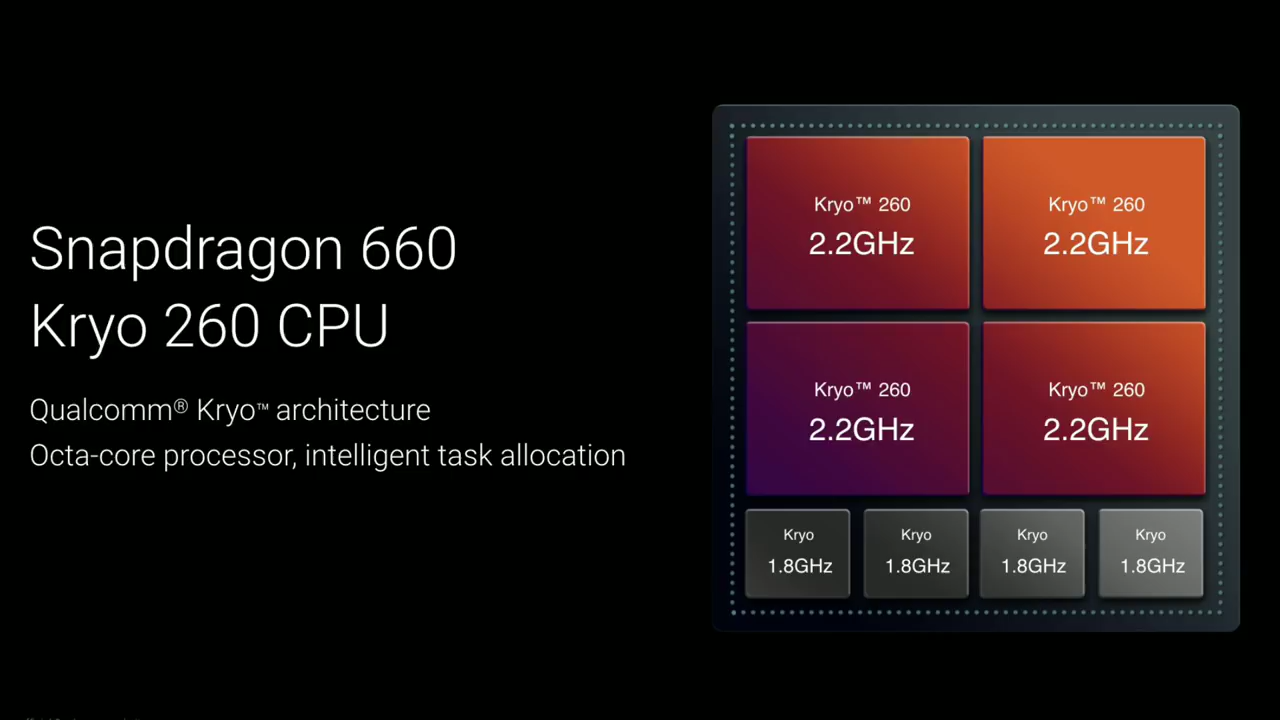 Snapdragon 660
Kryo 260 CPU
Qualcomm® Kryo™ architecture
Octa-core processor, intelligent task allocation
Kryo™ 260
2.2GHz
Kryo™ 260
2.2GHz
Kryo™ 260
2.2GHz
Kryo™ 260
2.2GHz
Kryo
1.8GHz
Kryo
1.8GHz
Kryo
1.8GHz
Kryo
1.8GHz